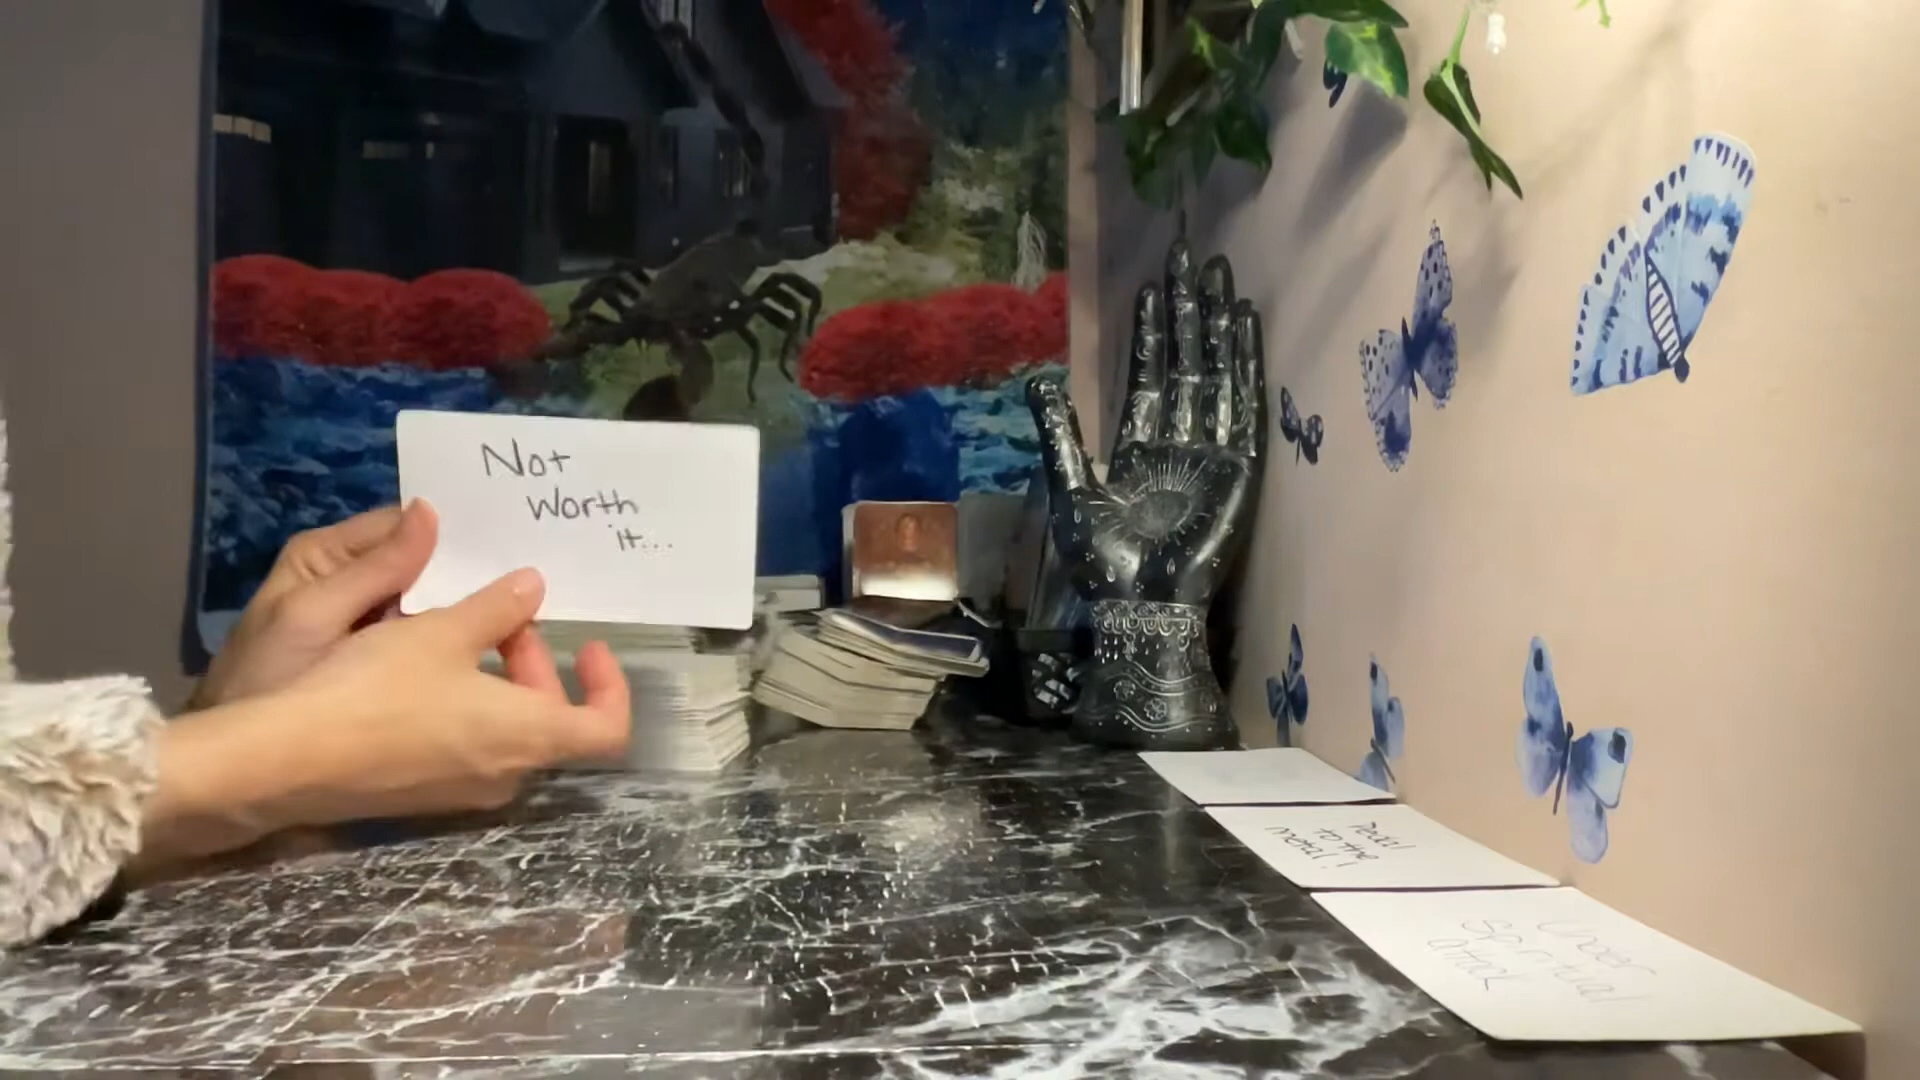 Not
Worth
it...
Pedal
to the
metal!!
Under
Spiritual
attack